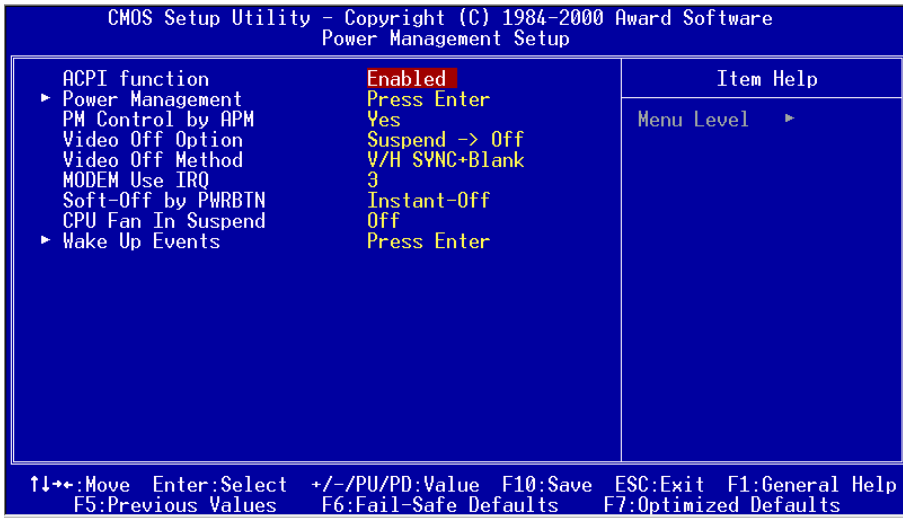 CMOS Setup Utility - Copyright (C) 1984-2000 Award Software
Power Management Setup
ACPI function Enabled
► Power Management Press Enter
PM Control by APM Yes
Video Off Option Suspend -> Off
Video Off Method V/H SYNC+Blank
MODEM Use IRQ 3
Soft-Off by PWRBTN Instant-Off
CPU Fan In Suspend Off
► Wake Up Events Press Enter
Item Help
Menu Level ►
↑↓→←:Move Enter:Select +/-/PU/PD:Value F10:Save ESC:Exit F1:General Help
F5:Previous Values F6:Fail-Safe Defaults F7:Optimized Defaults